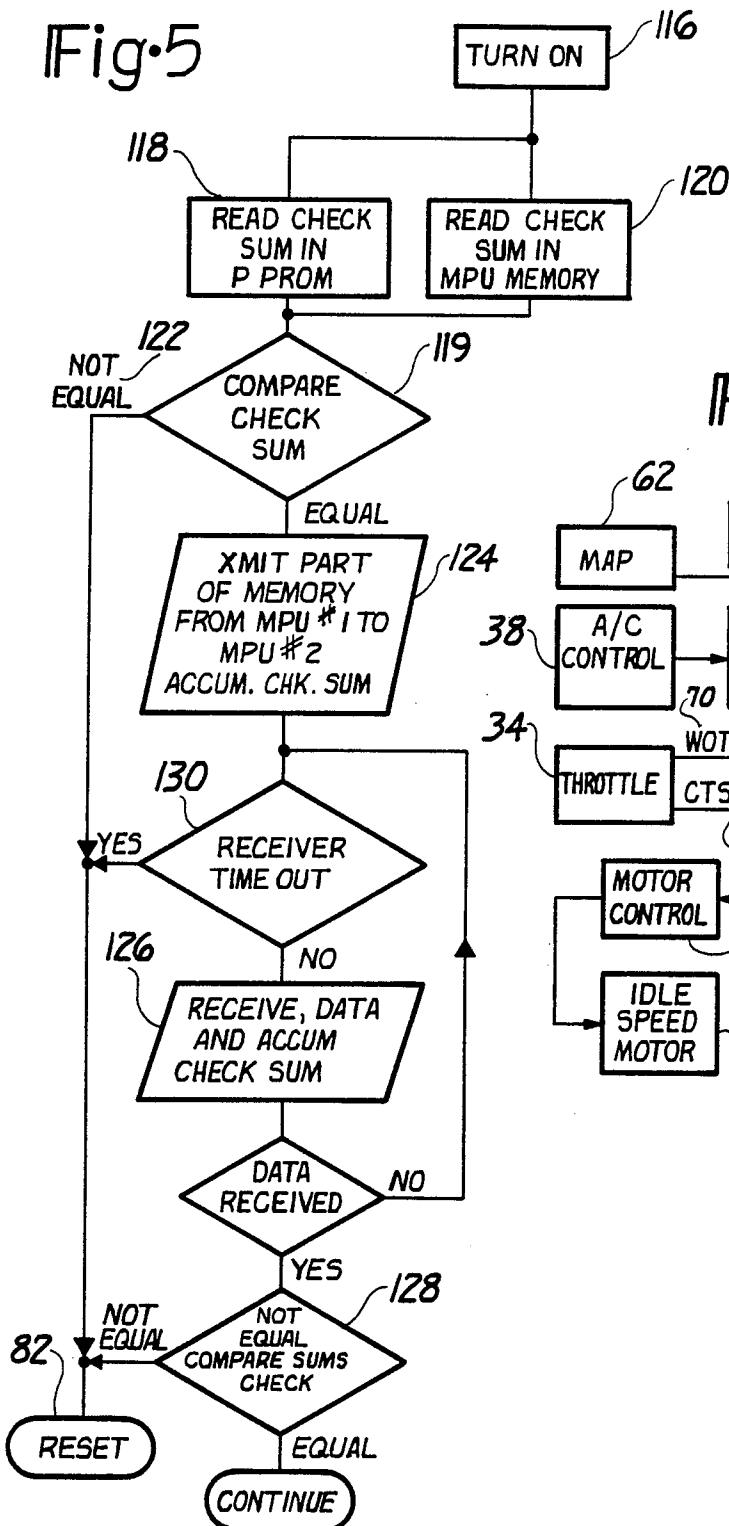 Fig.5
TURN ON
116
118
READ CHECK
SUM IN
P PROM
READ CHECK
SUM IN
MPU MEMORY
120
122
NOT
EQUAL
COMPARE
CHECK
SUM
119
EQUAL
XMIT PART
OF MEMORY
FROM MPU #1 TO
MPU #2
ACCUM. CHK. SUM
124
130
YES
RECEIVER
TIME OUT
NO
126
RECEIVE, DATA
AND ACCUM
CHECK SUM
DATA
RECEIVED
NO
YES
128
NOT
EQUAL
NOT
EQUAL
COMPARE SUMS
CHECK
82
RESET
EQUAL
CONTINUE
62
MAP
38
A/C
CONTROL
34
THROTTLE
70
WOT
CTS
MOTOR
CONTROL
IDLE
SPEED
MOTOR